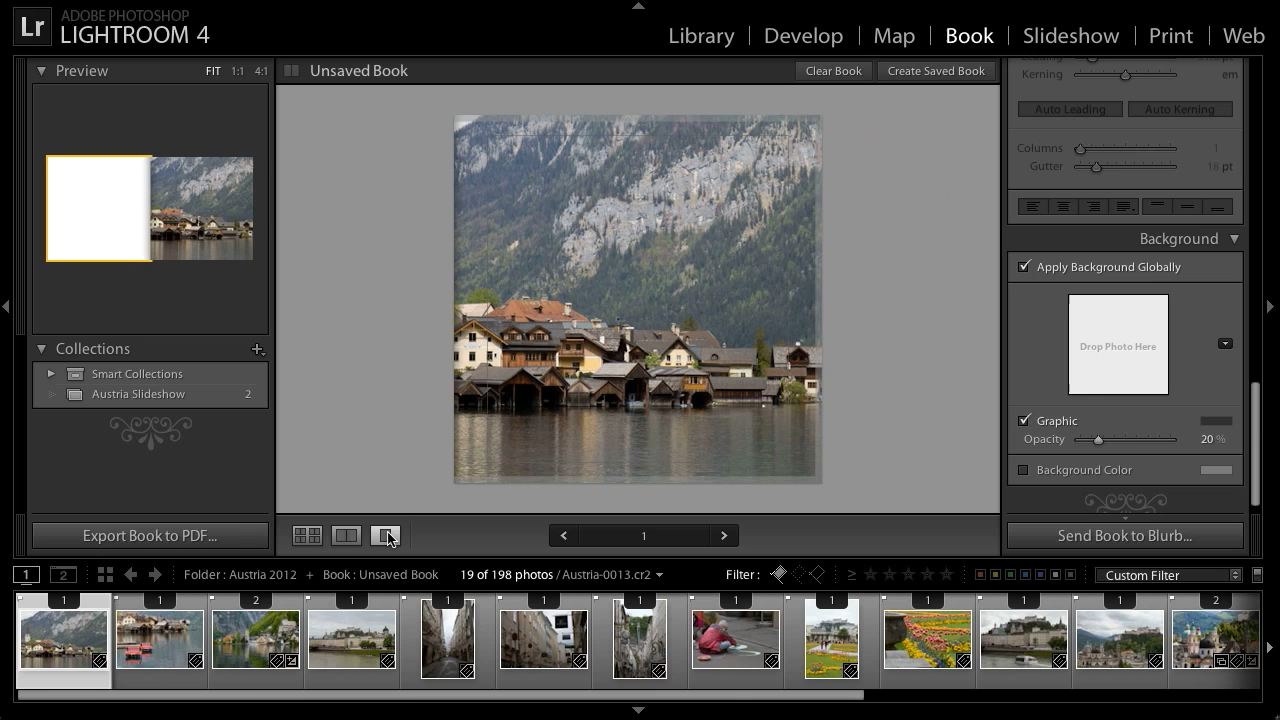 Lr
ADOBE PHOTOSHOP
LIGHTROOM 4
Library | Develop | Map | Book | Slideshow | Print | Web
Preview FIT 1:1 4:1
Unsaved Book
Clear Book
Create Saved Book
Kerning em
Auto Leading Auto Kerning
Columns 1
Gutter 18 pt
Background
Apply Background Globally
Drop Photo Here
Graphic
Opacity 20 %
Background Color
Collections
Smart Collections
Austria Slideshow 2
Export Book to PDF...
1
Send Book to Blurb...
1 2 Folder : Austria 2012 + Book : Unsaved Book 19 of 198 photos / Austria-0013.cr2 Filter : ≥ Custom Filter
1 1 2 1 1 1 1 1 1 1 1 1 2